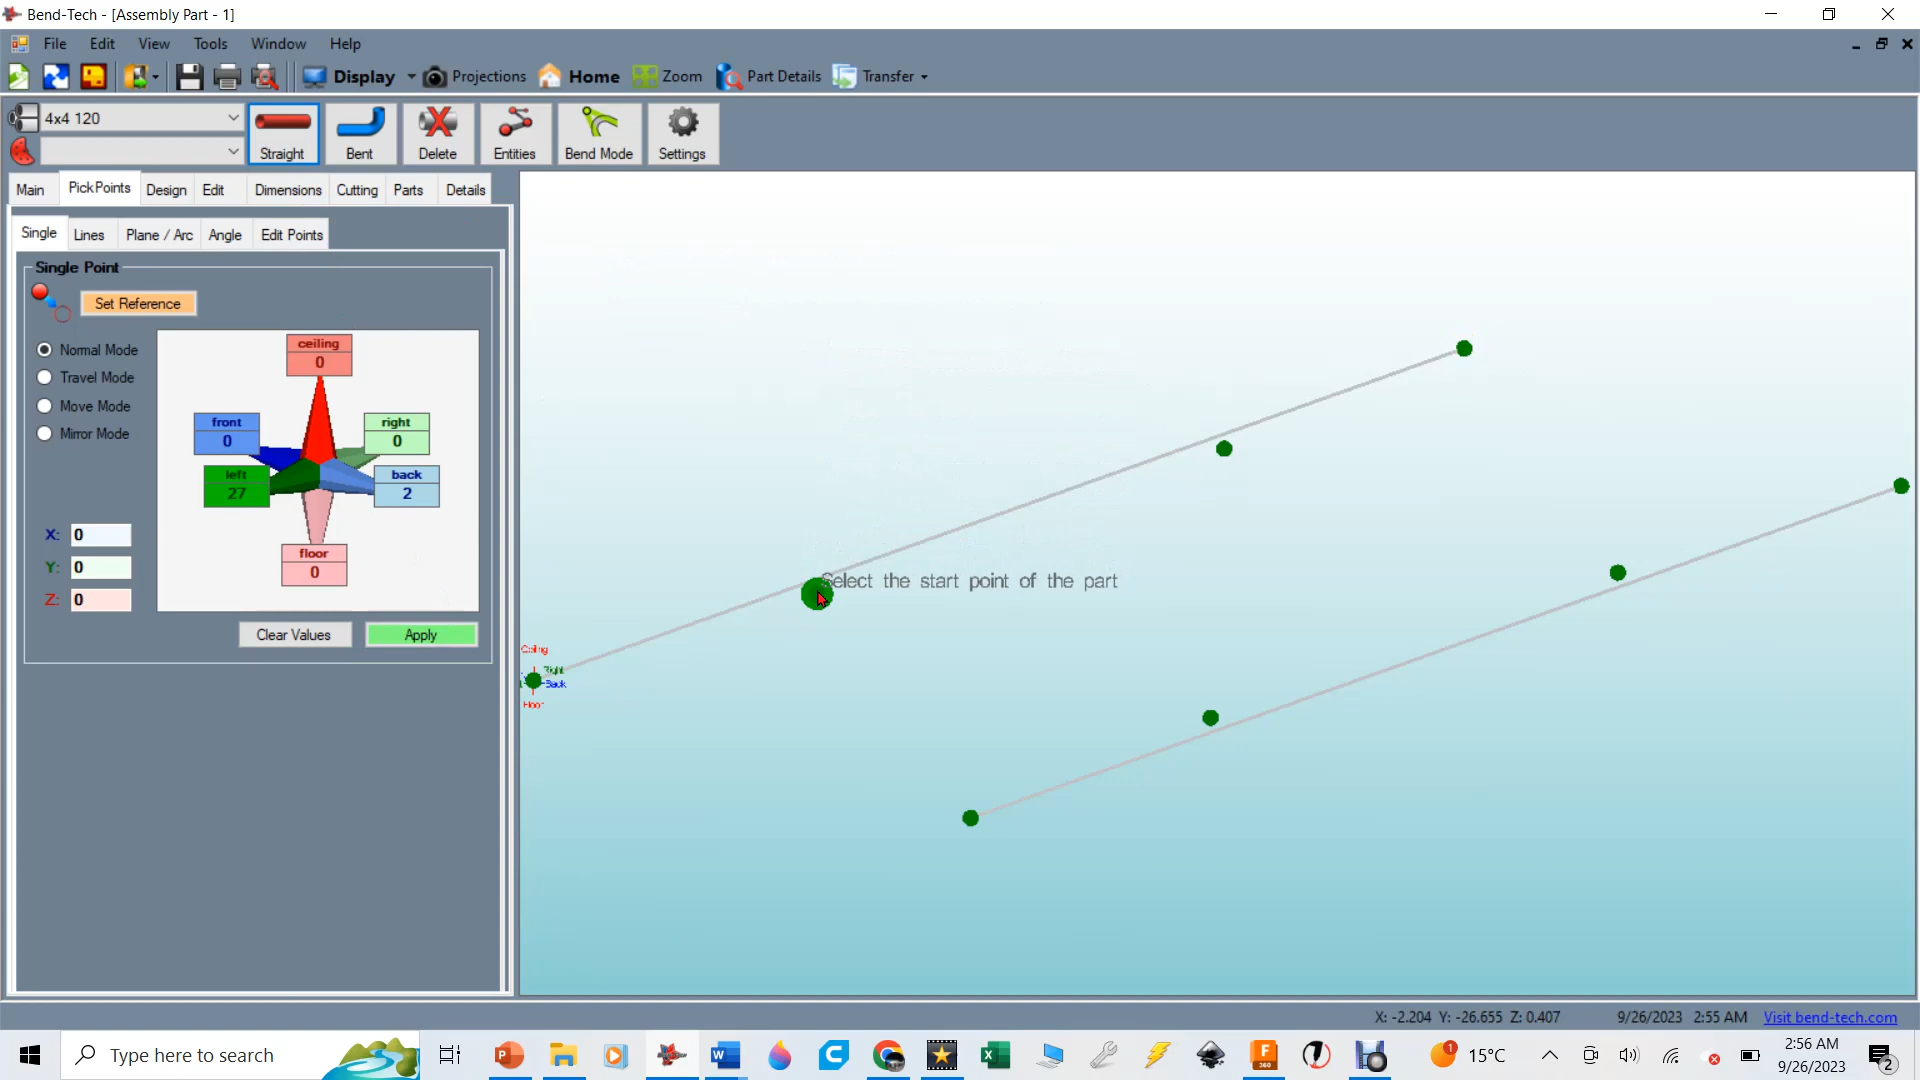 Bend-Tech - [Assembly Part - 1]
File Edit View Tools Window Help
Display Projections Home Zoom Part Details Transfer
4x4 120
Straight Bent Delete Entities Bend Mode Settings
Main Pick Points Design Edit Dimensions Cutting Parts Details
Single Lines Plane / Arc Angle Edit Points
Single Point
Set Reference
Normal Mode
Travel Mode
Move Mode
Mirror Mode
ceiling
0
front
0
right
0
left
27
back
2
floor
0
X: 0
Y: 0
Z: 0
Clear Values Apply
Select the start point of the part
Ceiling
Right
Back
Floor
X: -2.204 Y: -26.655 Z: 0.407 9/26/2023 2:55 AM Visit bend-tech.com
Type here to search
15°C
2:56 AM
9/26/2023
2